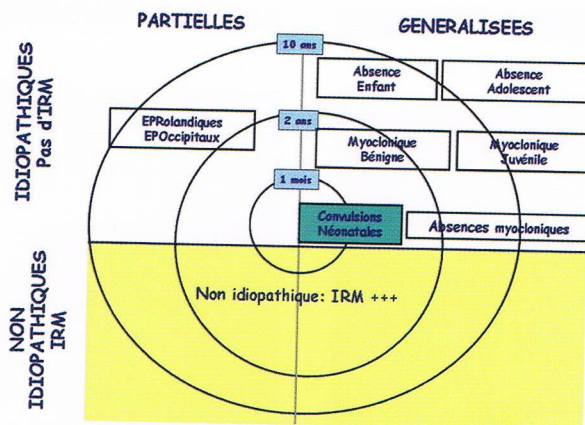 PARTIELLES
GENERALISEES
IDIOPATHIQUES
Pas d'IRM
10 ans
Absence
Enfant
Absence
Adolescent
2 ans
EPRolandiques
EPOccipitaux
Myoclonique
Bénigne
Myoclonique
Juvénile
1 mois
Convulsions
Néonatales
Absences myocloniques
NON
IDIOPATHIQUES
IRM
Non idiopathique: IRM +++